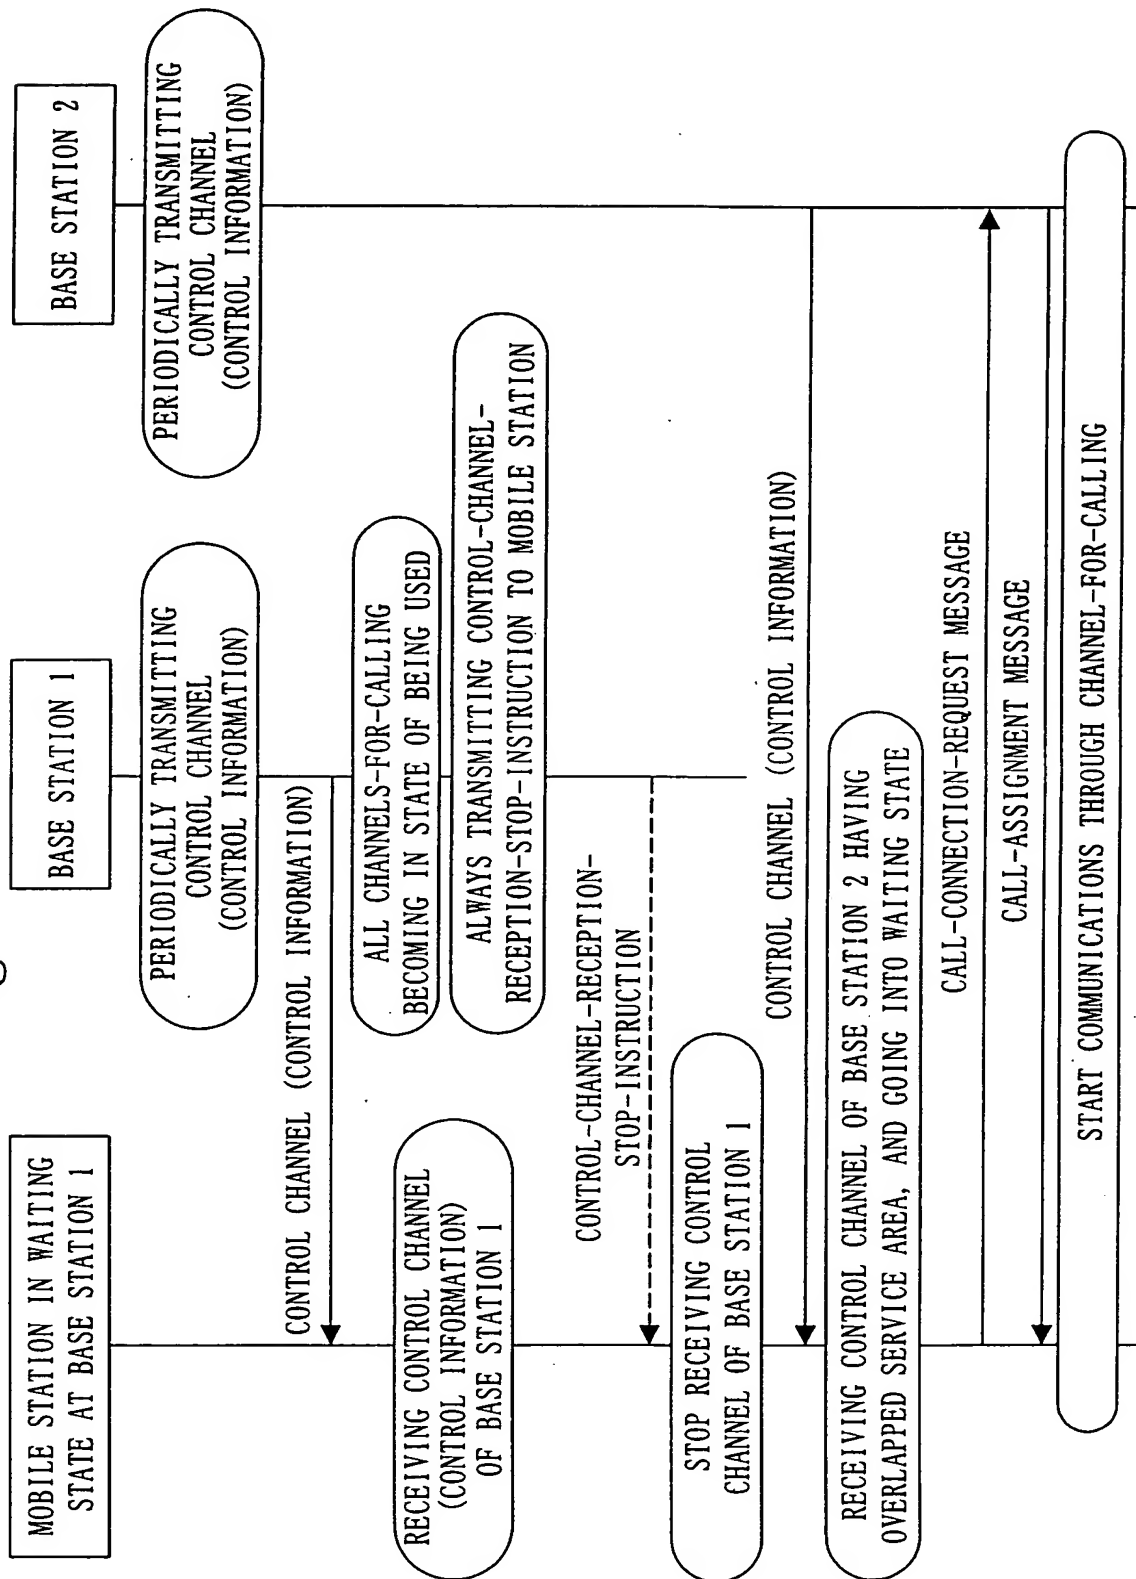 MOBILE STATION IN WAITING
STATE AT BASE STATION 1
BASE STATION 1
BASE STATION 2
PERIODICALLY TRANSMITTING
CONTROL CHANNEL
(CONTROL INFORMATION)
PERIODICALLY TRANSMITTING
CONTROL CHANNEL
(CONTROL INFORMATION)
CONTROL CHANNEL (CONTROL INFORMATION)
ALL CHANNELS-FOR-CALLING
BECOMING IN STATE OF BEING USED
RECEIVING CONTROL CHANNEL
(CONTROL INFORMATION)
OF BASE STATION 1
ALWAYS TRANSMITTING CONTROL-CHANNEL-
RECEPTION-STOP-INSTRUCTION TO MOBILE STATION
CONTROL-CHANNEL-RECEPTION-
STOP-INSTRUCTION
STOP RECEIVING CONTROL
CHANNEL OF BASE STATION 1
CONTROL CHANNEL (CONTROL INFORMATION)
RECEIVING CONTROL CHANNEL OF BASE STATION 2 HAVING
OVERLAPPED SERVICE AREA, AND GOING INTO WAITING STATE
CALL-CONNECTION-REQUEST MESSAGE
CALL-ASSIGNMENT MESSAGE
START COMMUNICATIONS THROUGH CHANNEL-FOR-CALLING